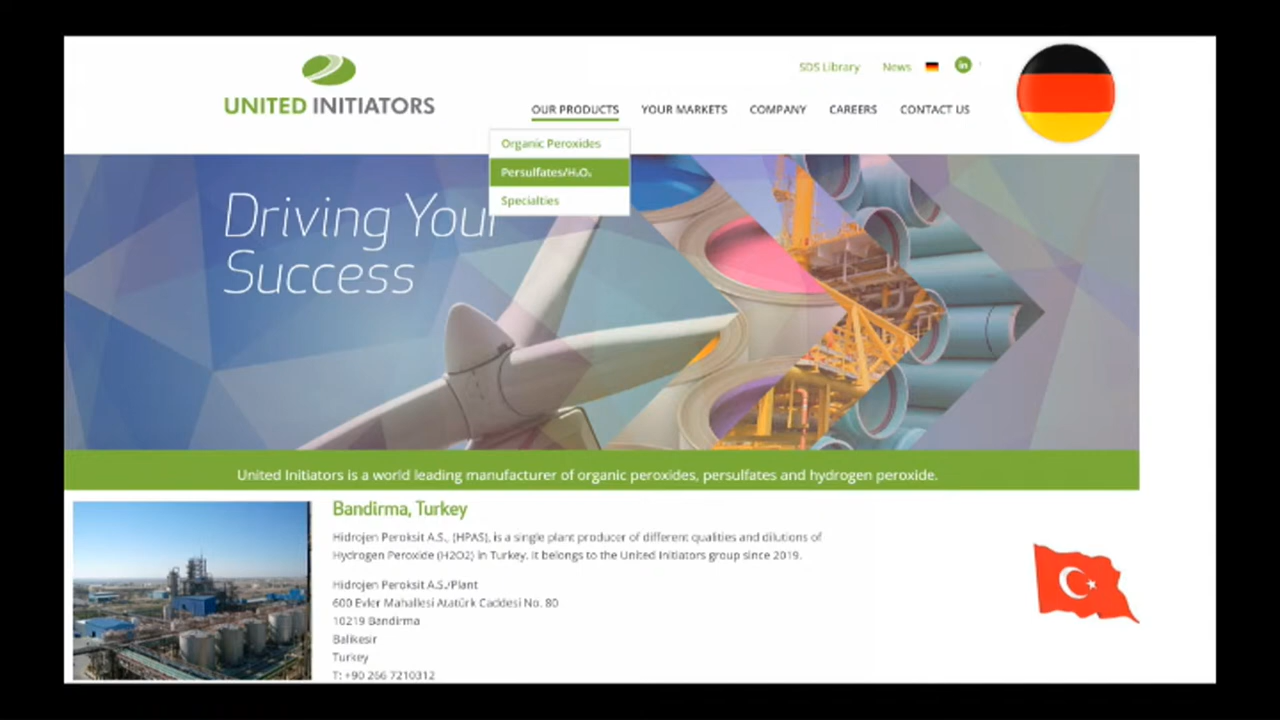 SDS Library News in
UNITED INITIATORS
OUR PRODUCTS YOUR MARKETS COMPANY CAREERS CONTACT US
Organic Peroxides
Persulfates/H₂O₂
Specialties
Driving Your
Success
United Initiators is a world leading manufacturer of organic peroxides, persulfates and hydrogen peroxide.
Bandirma, Turkey
Hidrojen Peroksit A.S., (HPAS), is a single plant producer of different qualities and dilutions of
Hydrogen Peroxide (H2O2) in Turkey. It belongs to the United Initiators group since 2019.
Hidrojen Peroksit A.S./Plant
600 Evler Mahallesi Atatürk Caddesi No. 80
10219 Bandirma
Balikesir
Turkey
T: +90 266 7210312